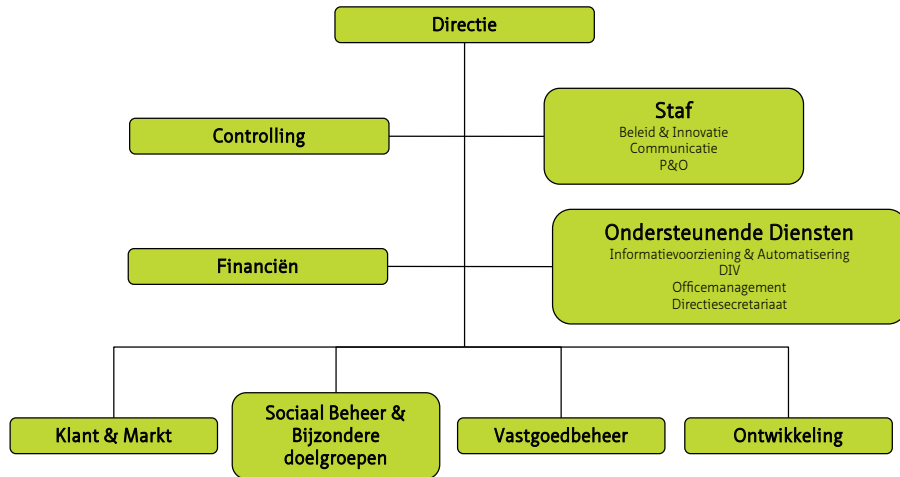 Directie
Controlling
Staf
Beleid & Innovatie
Communicatie
P&O
Financiën
Ondersteunende Diensten
Informatievoorziening & Automatisering
DIV
Officemanagement
Directiesecretariaat
Klant & Markt
Sociaal Beheer &
Bijzondere
doelgroepen
Vastgoedbeheer
Ontwikkeling